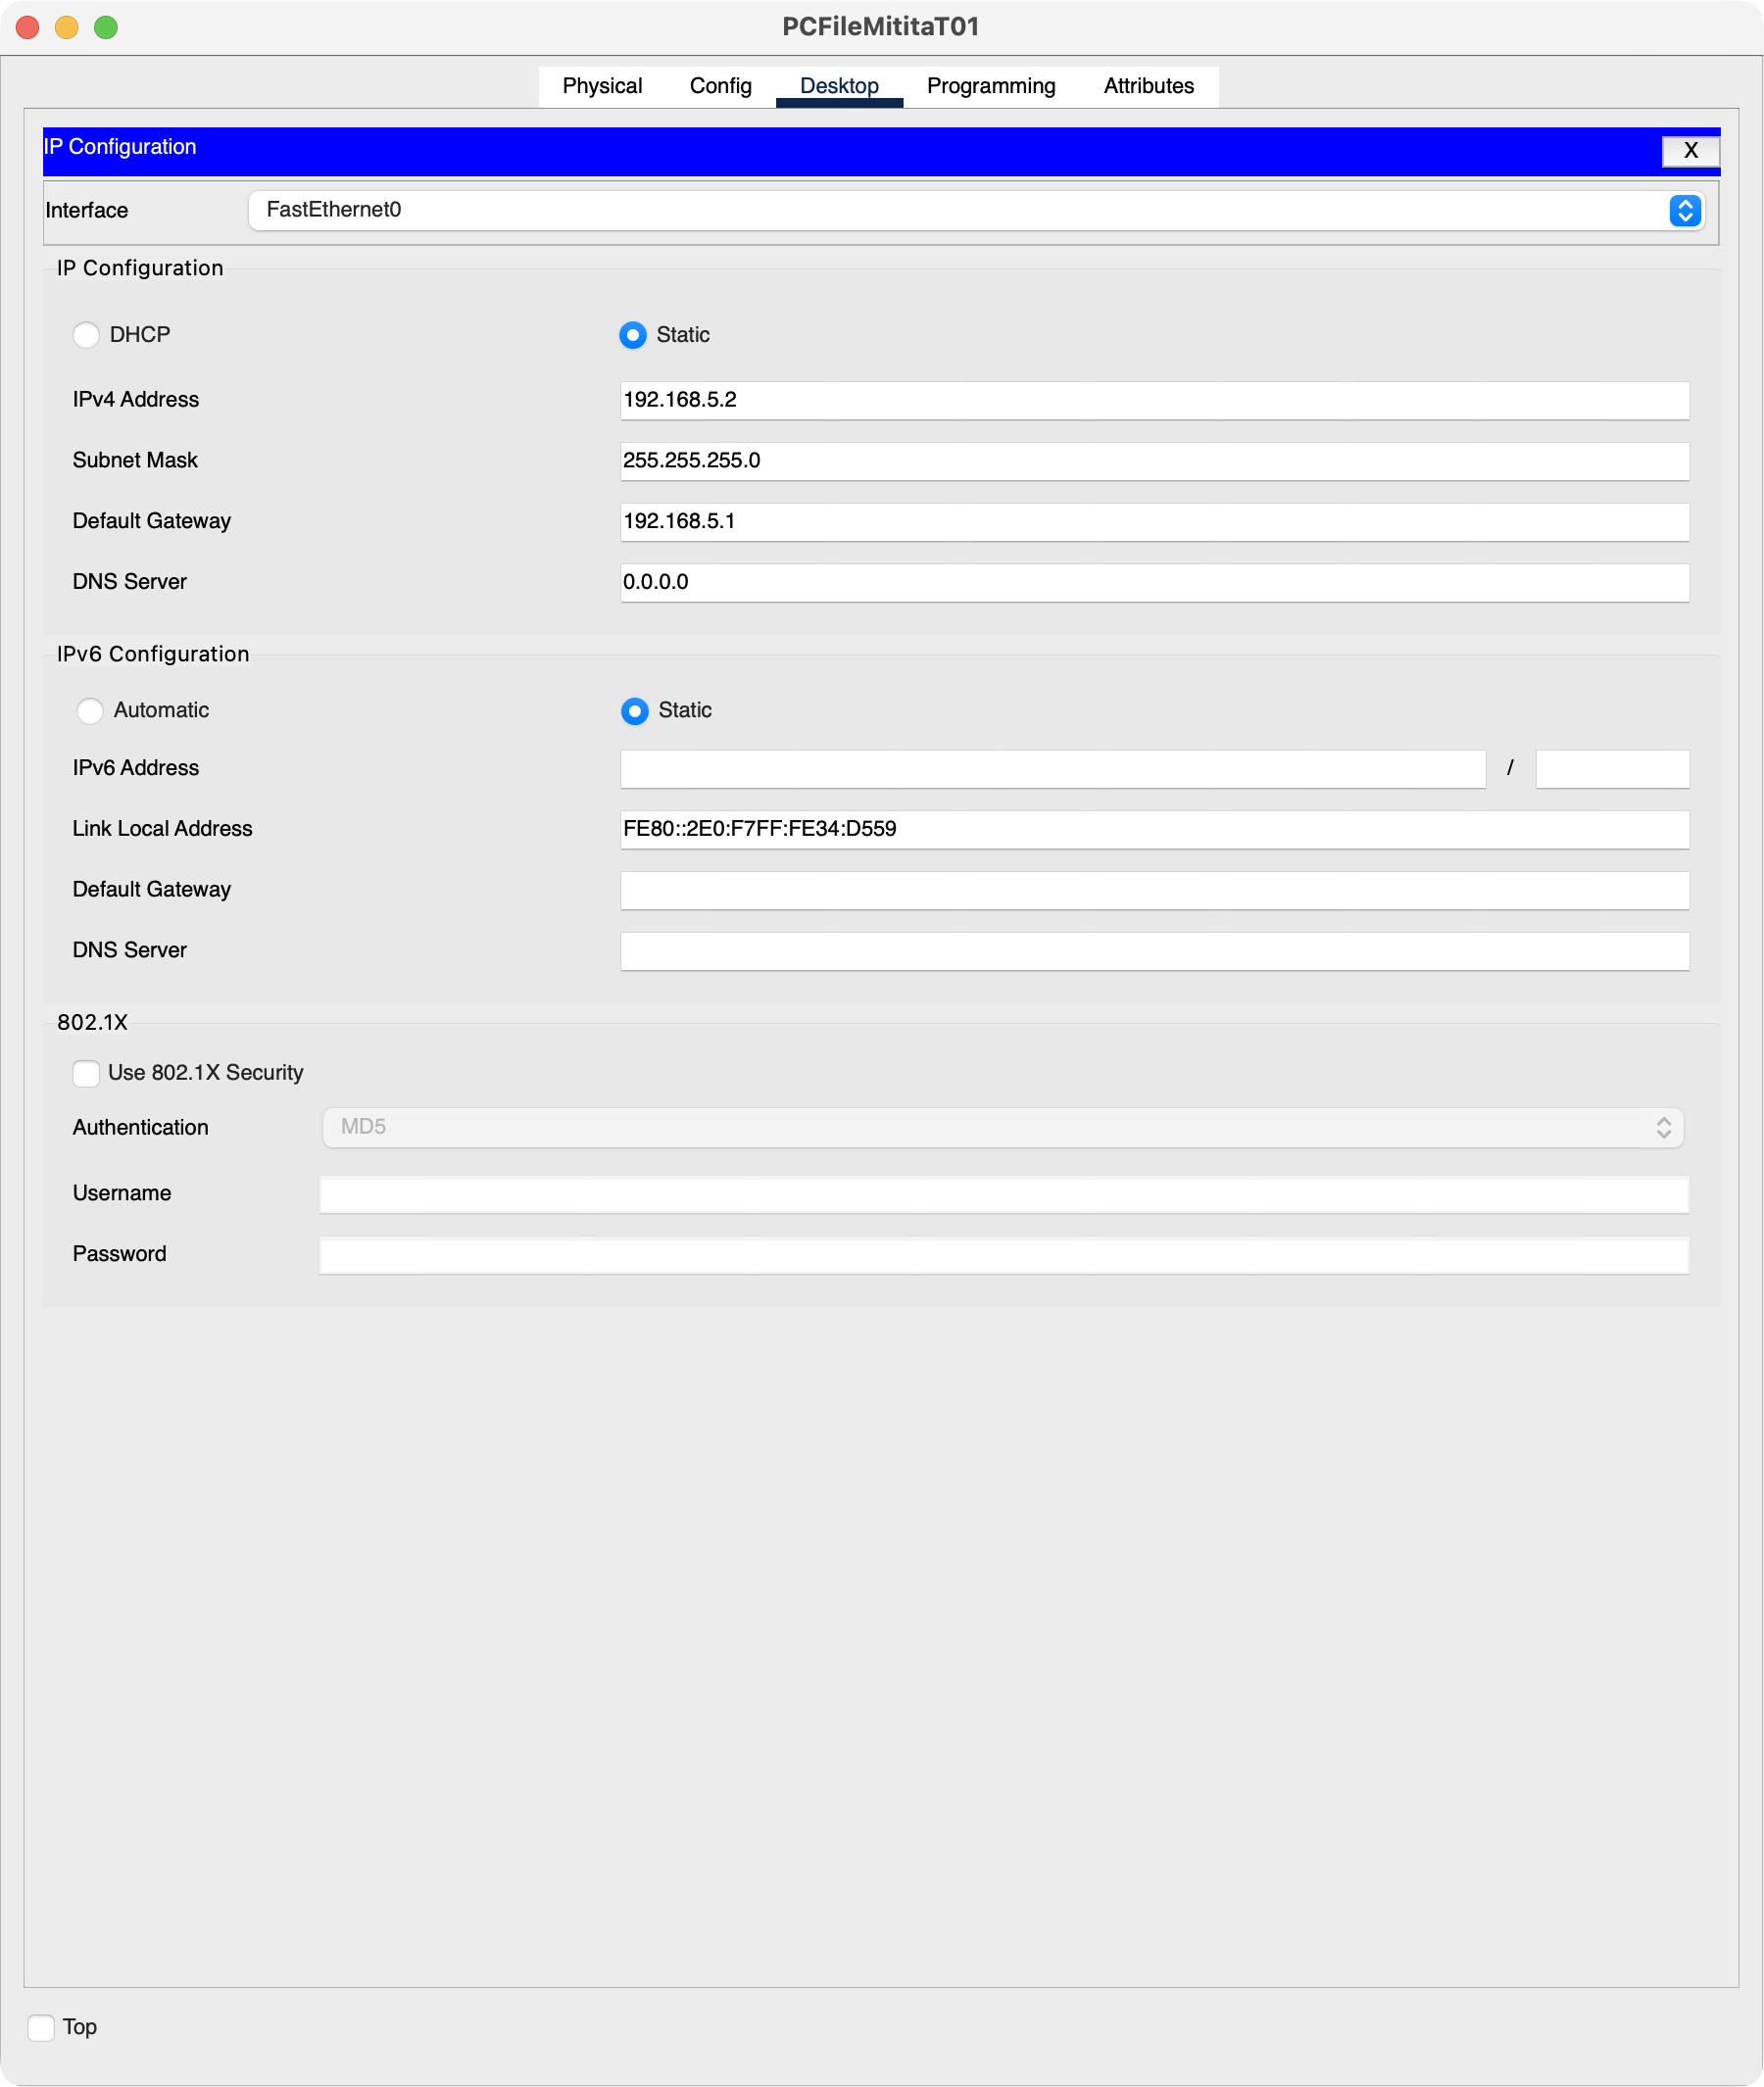 PCFileMititaT01
Physical Config Desktop Programming Attributes
IP Configuration X
Interface FastEthernet0
IP Configuration
DHCP Static
IPv4 Address 192.168.5.2
Subnet Mask 255.255.255.0
Default Gateway 192.168.5.1
DNS Server 0.0.0.0
IPv6 Configuration
Automatic Static
IPv6 Address /
Link Local Address FE80::2E0:F7FF:FE34:D559
Default Gateway
DNS Server
802.1X
Use 802.1X Security
Authentication MD5
Username
Password
Top